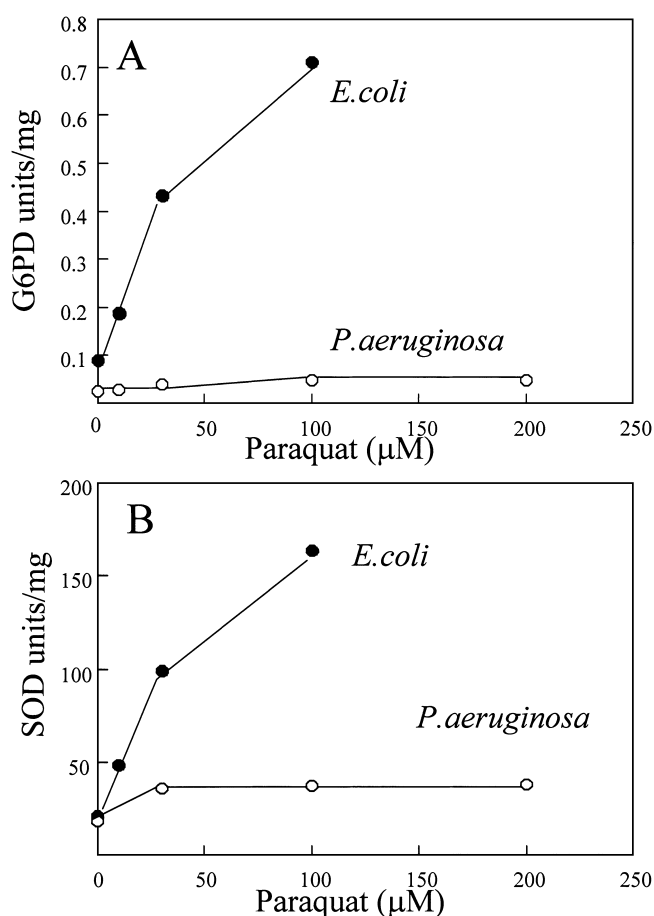 A
0.8
0.7
0.6
0.5
0.4
0.3
0.2
0.1
G6PD units/mg
E.coli
P.aeruginosa
0 50 100 150 200 250
Paraquat (μM)
B
200
150
100
50
SOD units/mg
E.coli
P.aeruginosa
0 50 100 150 200 250
Paraquat (μM)